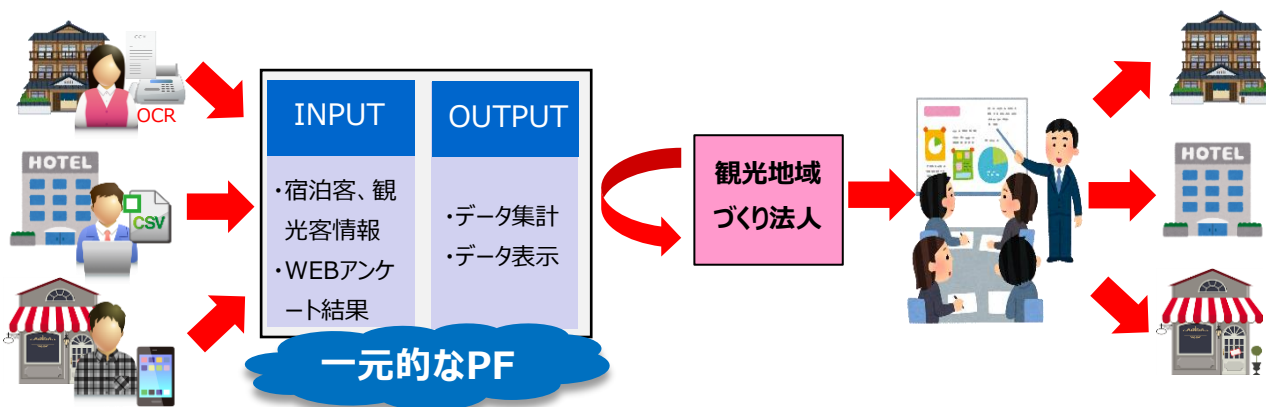 OCR
HOTEL
CSV
INPUT
・宿泊客、観
光客情報
・WEBアンケ
ート結果
OUTPUT
・データ集計
・データ表示
一元的なPF
観光地域
づくり法人
HOTEL